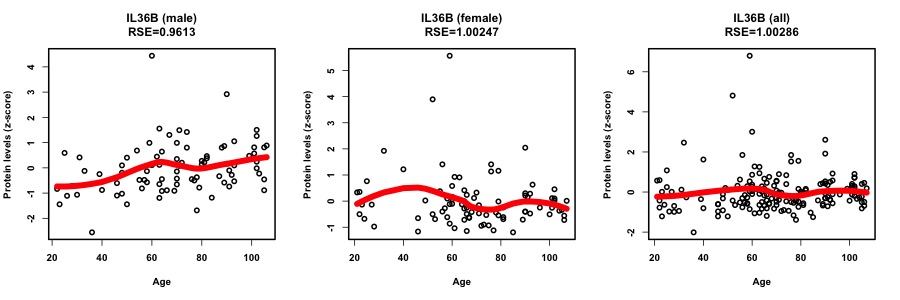 IL36B (male)
RSE=0.9613
Protein levels (z-score)
4
3
2
1
0
-1
-2
20 40 60 80 100
Age
IL36B (female)
RSE=1.00247
Protein levels (z-score)
5
4
3
2
1
0
-1
20 40 60 80 100
Age
IL36B (all)
RSE=1.00286
Protein levels (z-score)
6
4
2
0
-2
20 40 60 80 100
Age